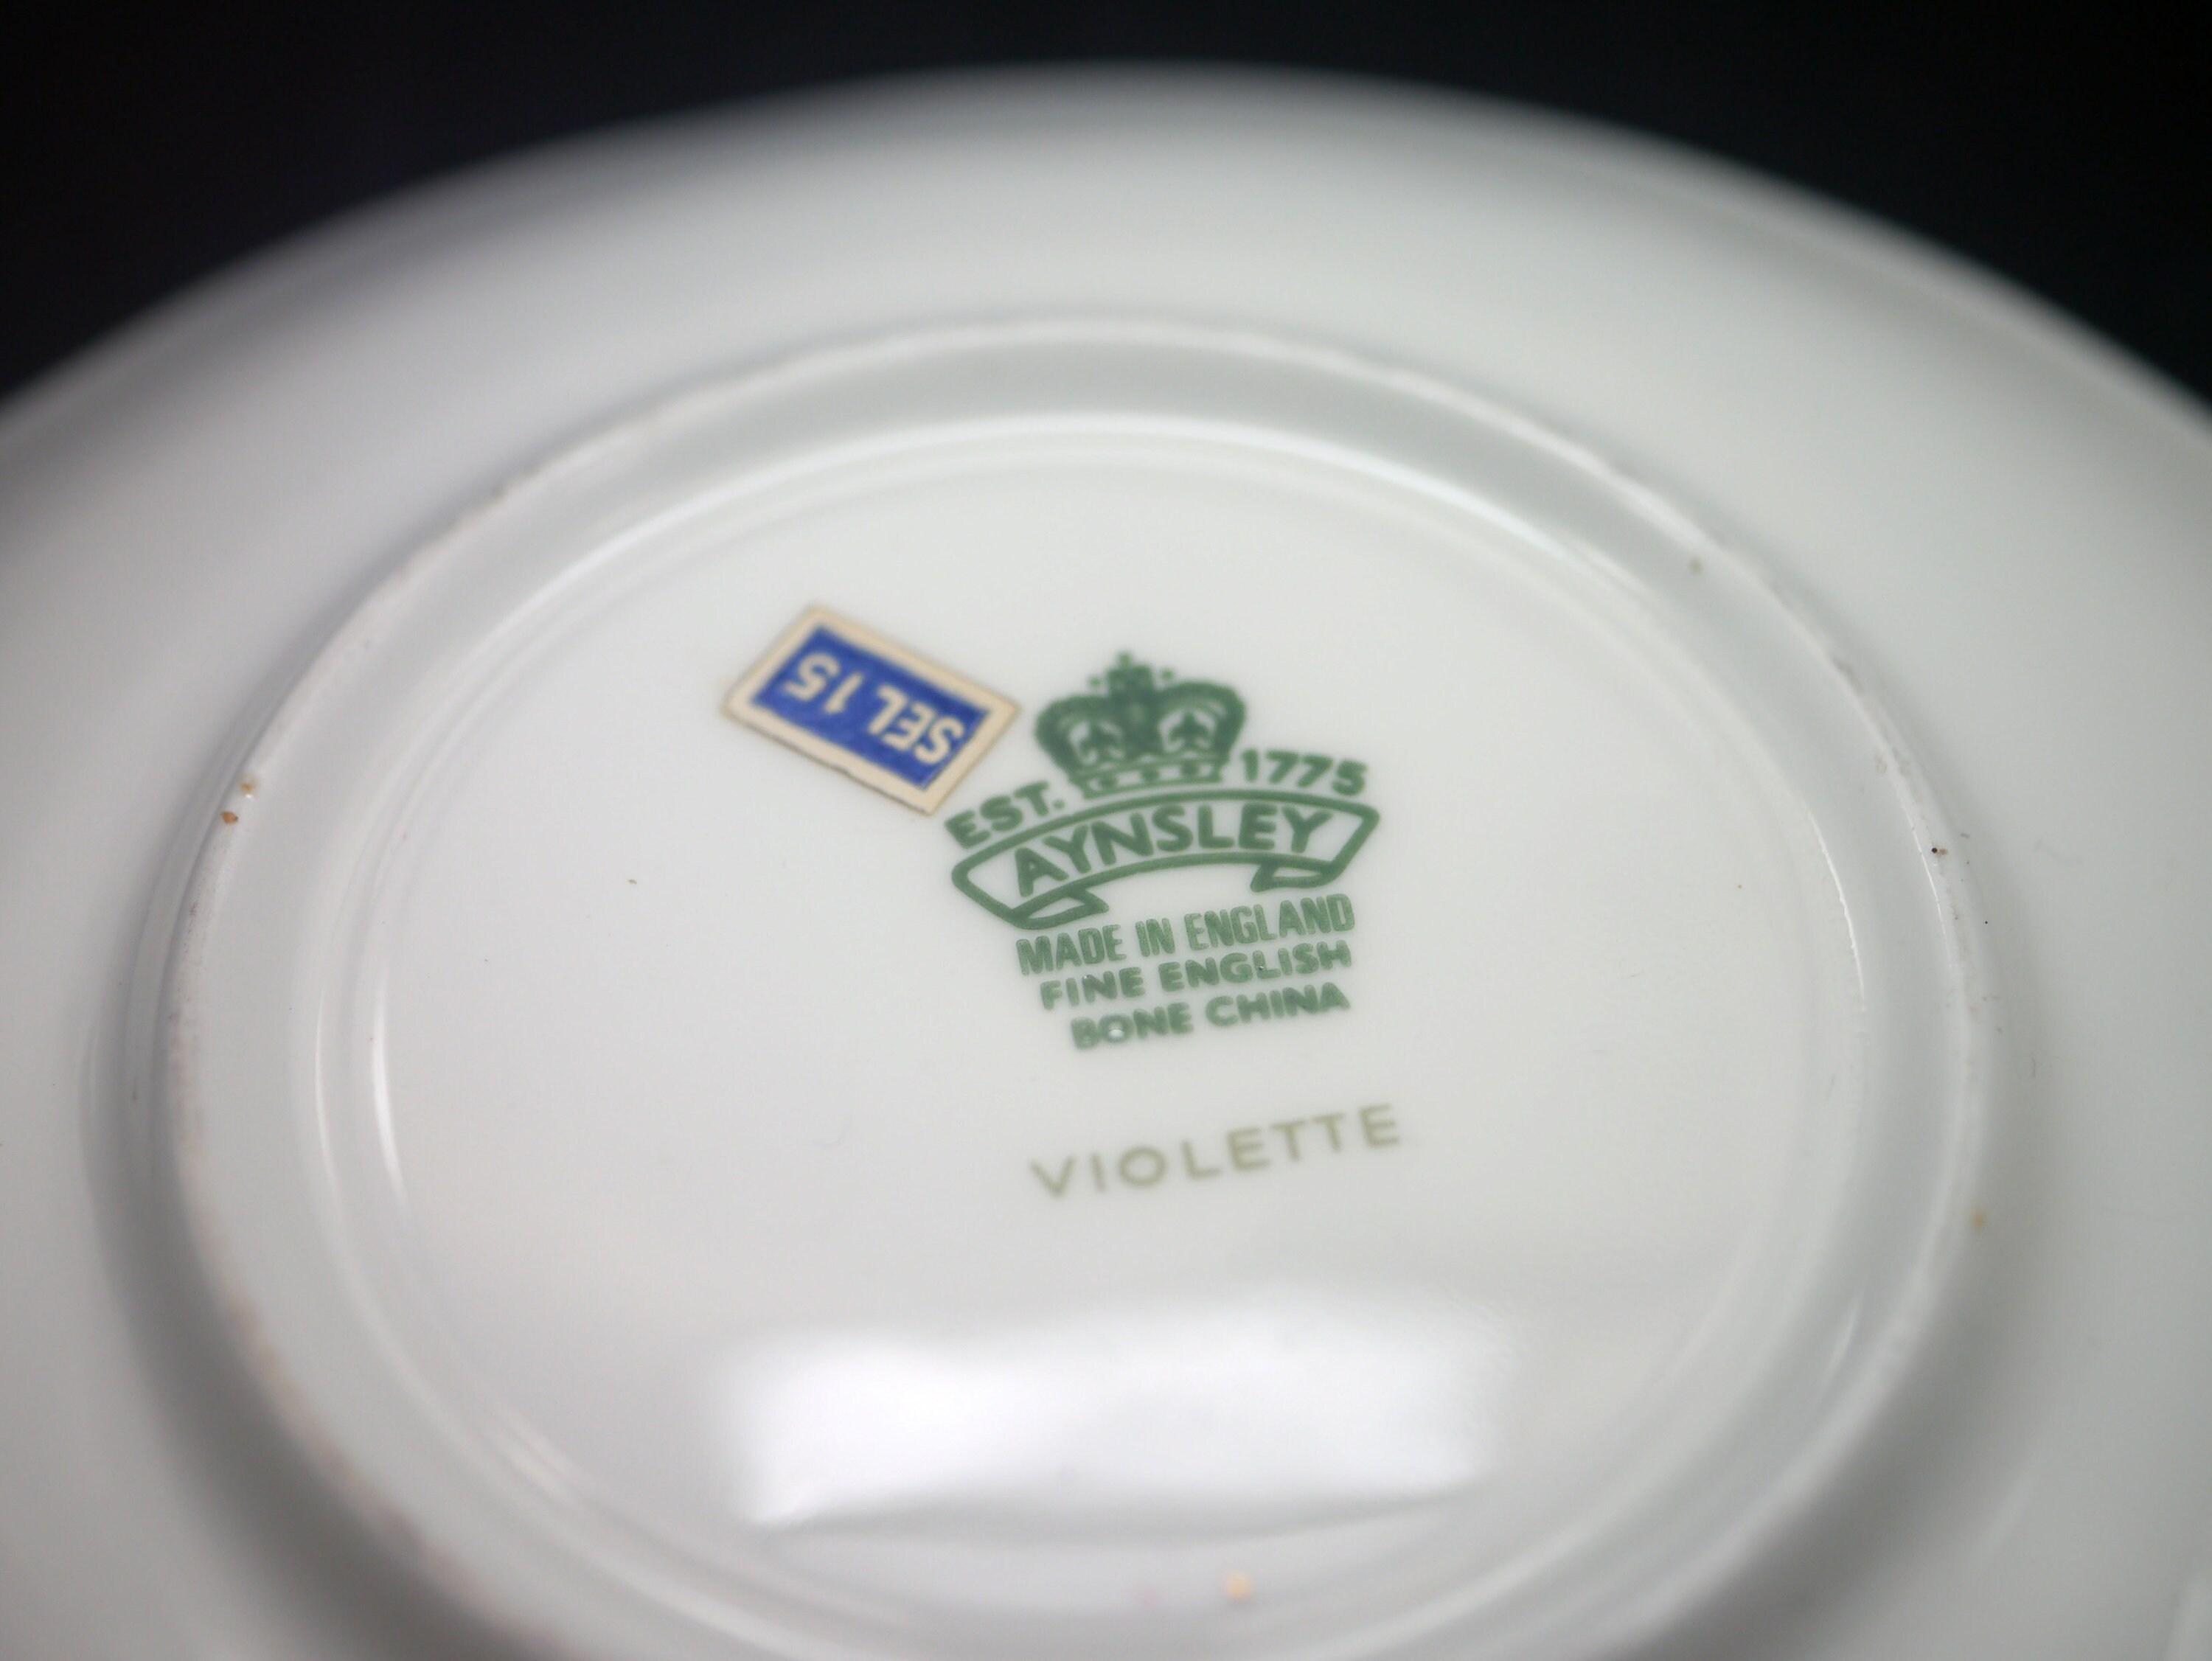 SEL 15
EST. 1775
AYNSLEY
MADE IN ENGLAND
FINE ENGLISH
BONE CHINA
VIOLETTE